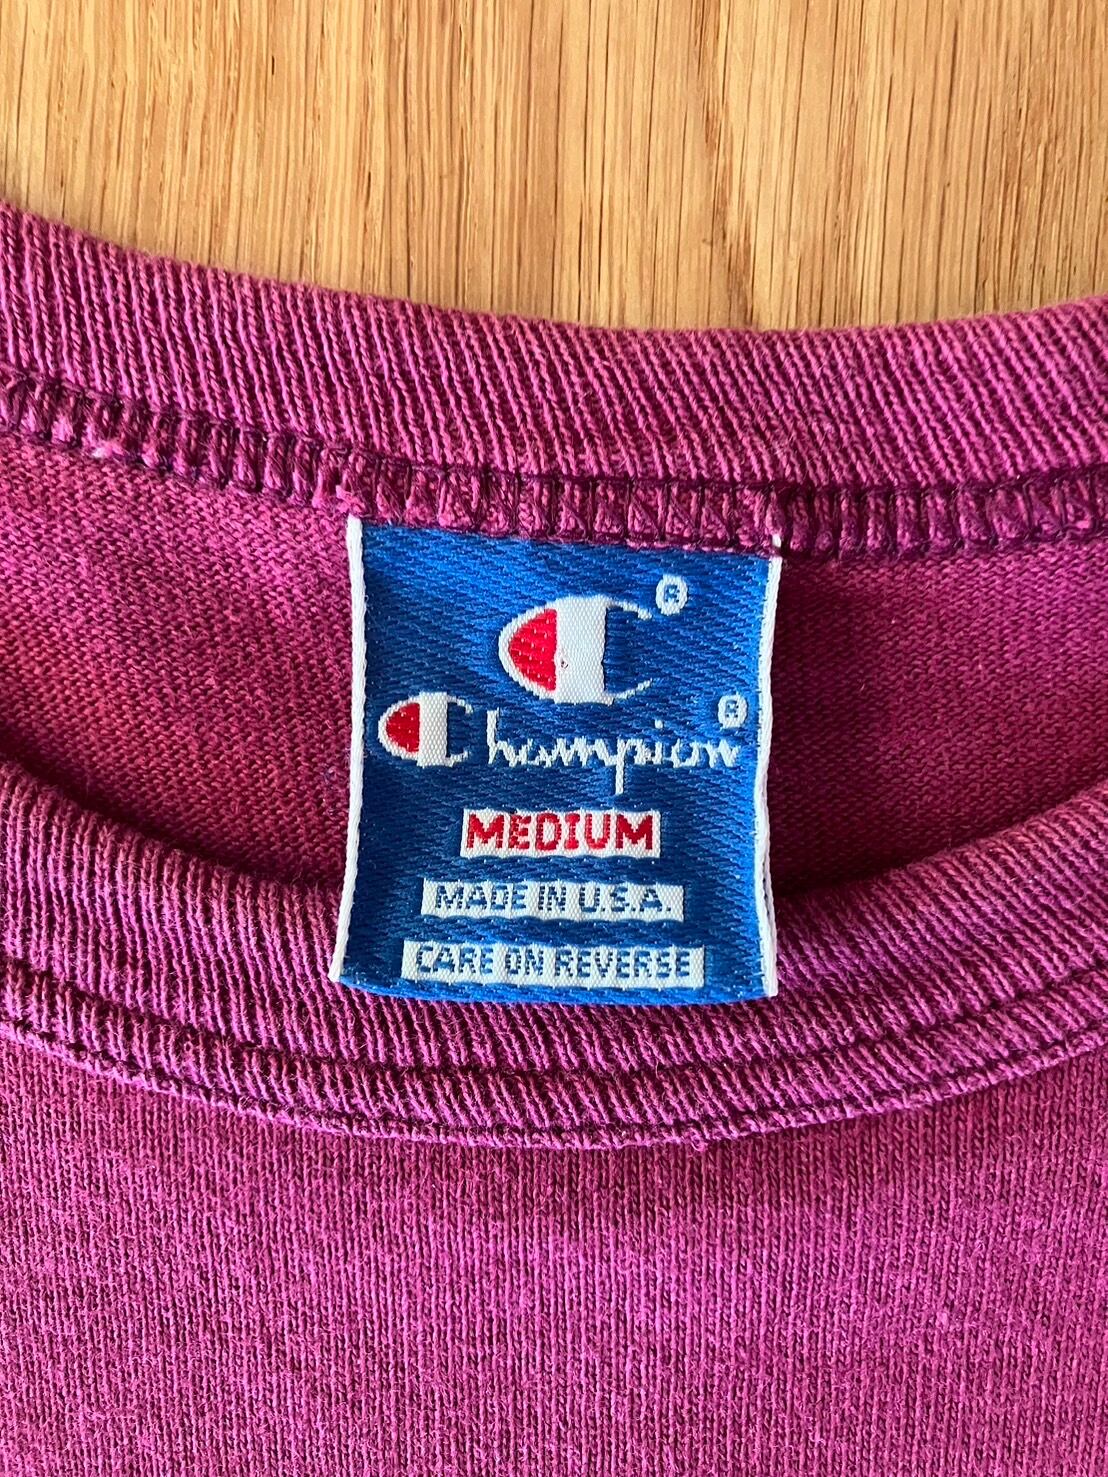 ®
Champion®
MEDIUM
MADE IN U.S.A.
CARE ON REVERSE